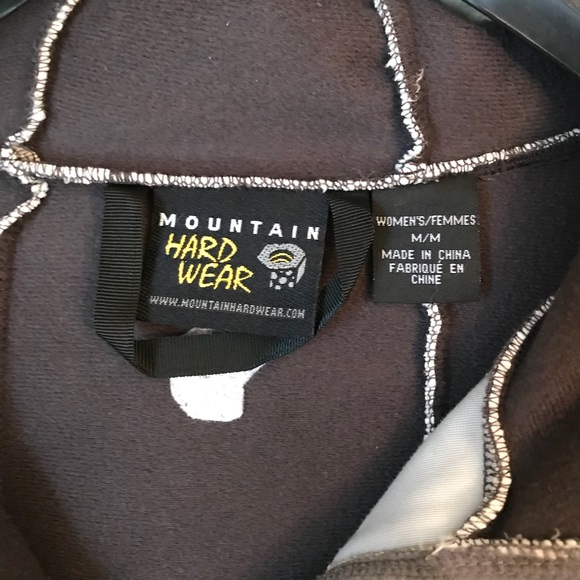 MOUNTAIN
HARD
WEAR
WWW.MOUNTAINHARDWEAR.COM
WOMEN'S/FEMMES
M/M
MADE IN CHINA
FABRIQUÉ EN
CHINE